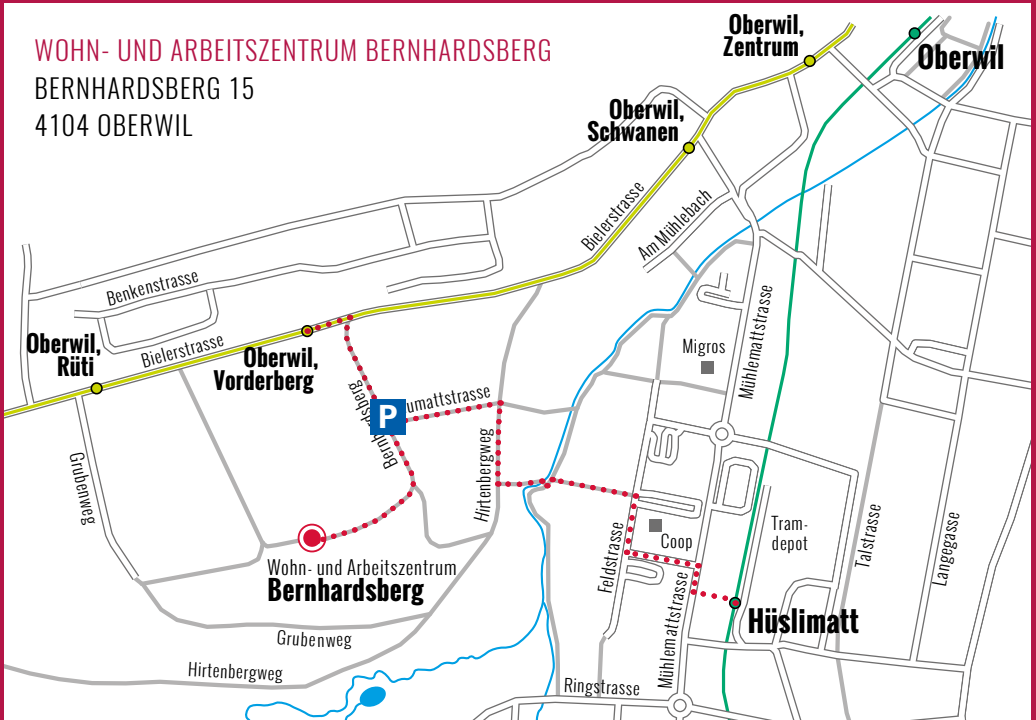 WOHN- UND ARBEITSZENTRUM BERNHARDSBERG
BERNHARDSBERG 15
4104 OBERWIL
Oberwil,
Zentrum
Oberwil
Oberwil,
Schwanen
Bielerstrasse
Am Mühlebach
Benkenstrasse
Oberwil,
Rüti
Bielerstrasse
Oberwil,
Vorderberg
Migros
Mühlemattstrasse
P
umattstrasse
Grubenweg
Hirtenbergweg
Feldstrasse
Coop
Tram-
depot
Talstrasse
Langegasse
Wohn- und Arbeitszentrum
Bernhardsberg
Hüslimatt
Mühlemattstrasse
Grubenweg
Hirtenbergweg
Ringstrasse